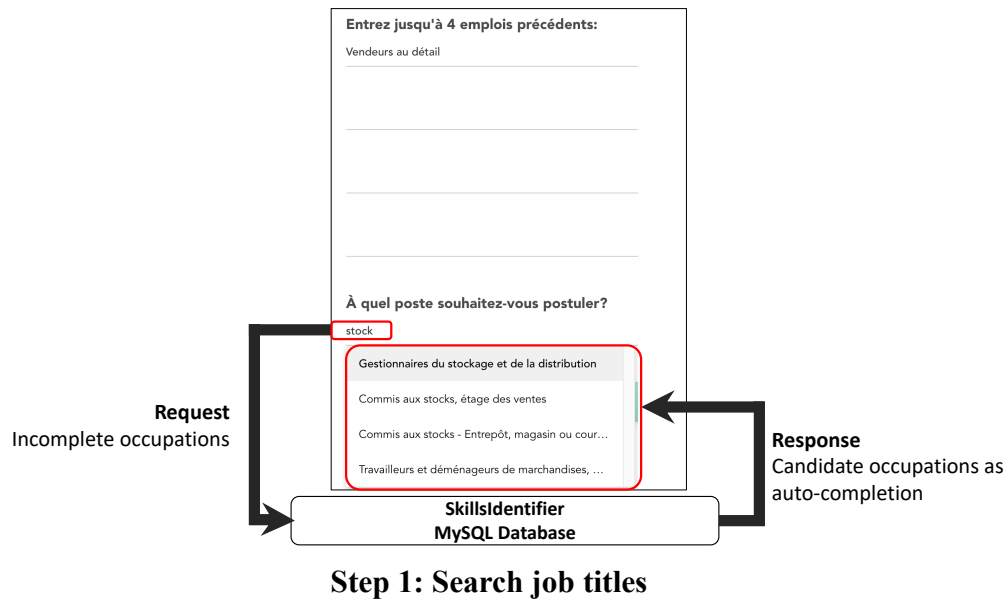 Entrez jusqu'à 4 emplois précédents:
Vendeurs au détail
À quel poste souhaitez-vous postuler?
stock
Gestionnaires du stockage et de la distribution
Commis aux stocks, étage des ventes
Commis aux stocks - Entrepôt, magasin ou cour...
Travailleurs et déménageurs de marchandises, ...
Request
Incomplete occupations
Response
Candidate occupations as
auto-completion
SkillsIdentifier
MySQL Database
Step 1: Search job titles